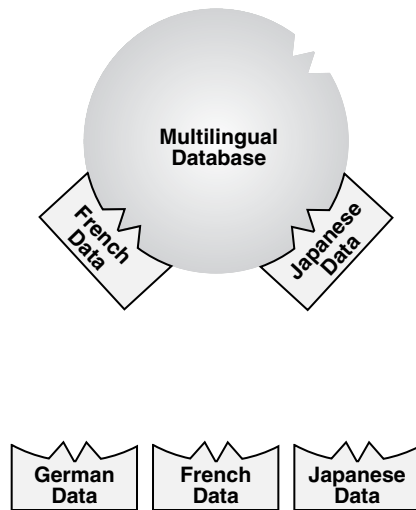 Multilingual
Database
French
Data
Japanese
Data
German
Data
French
Data
Japanese
Data